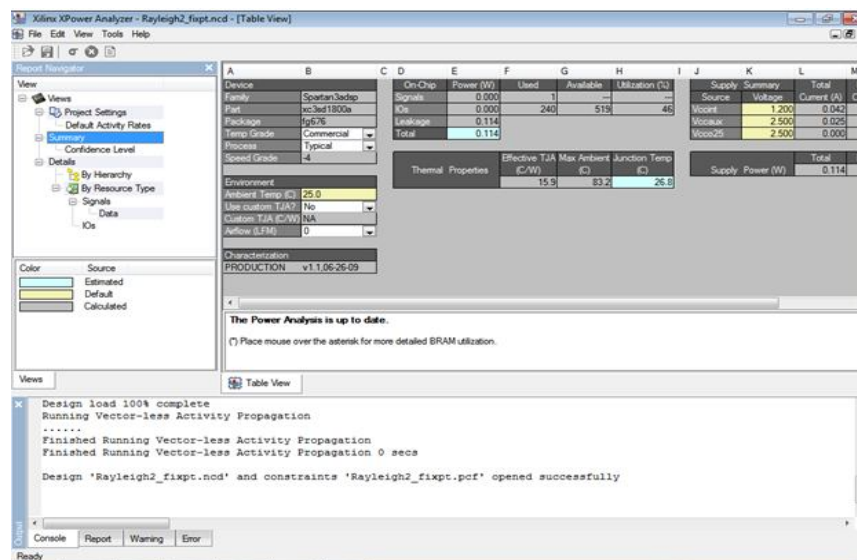 Xilinx XPower Analyzer - Rayleigh2_fixpt.ncd - [Table View]
File Edit View Tools Help
Report Navigator
View
Views
Project Settings
Default Activity Rates
Summary
Confidence Level
Details
By Hierarchy
By Resource Type
Signals
Data
IOs
Color Source
Estimated
Default
Calculated
Views
A B C D E F G H I J K L M
Device On-Chip Power (W) Used Available Utilization (%) Supply Summary Total
Family Spartan3adsp Signals 0.000 1 --- --- Source Voltage Current (A)
Part xc3sd1800a IOs 0.000 240 519 46 Vccint 1.200 0.042
Package fg676 Leakage 0.114 Vccaux 2.500 0.025
Temp Grade Commercial Total 0.114 Vcco25 2.500 0.000
Process Typical
Speed Grade -4 Effective TJA Max Ambient Junction Temp Total
Thermal Properties (C/W) (C) (C) Supply Power (W) 0.114
Environment 15.9 83.2 26.8
Ambient Temp (C) 25.0
Use custom TJA? No
Custom TJA (C/W) NA
Airflow (LFM) 0
Characterization
PRODUCTION v1.1,06-26-09
The Power Analysis is up to date.
(*) Place mouse over the asterisk for more detailed BRAM utilization.
Table View
Design load 100% complete
Running Vector-less Activity Propagation
......
Finished Running Vector-less Activity Propagation
Finished Running Vector-less Activity Propagation 0 secs
Design 'Rayleigh2_fixpt.ncd' and constraints 'Rayleigh2_fixpt.pcf' opened successfully
Output
Console Report Warning Error
Ready